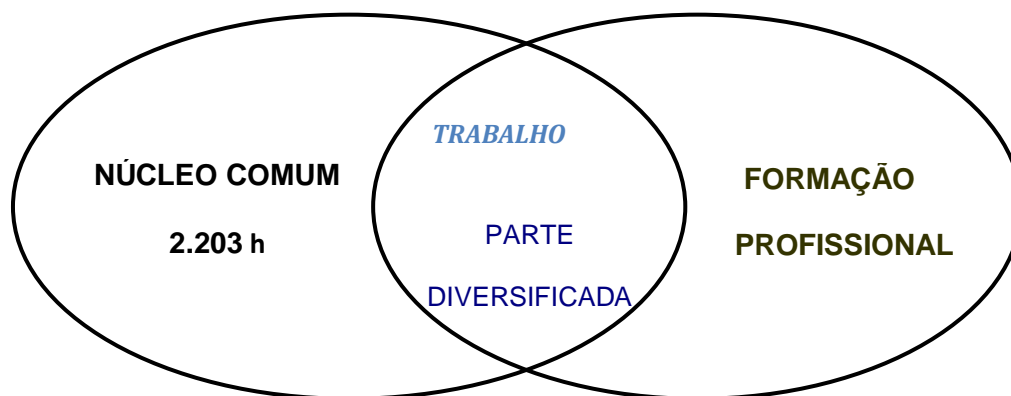 NÚCLEO COMUM
2.203 h
TRABALHO
PARTE
DIVERSIFICADA
FORMAÇÃO
PROFISSIONAL